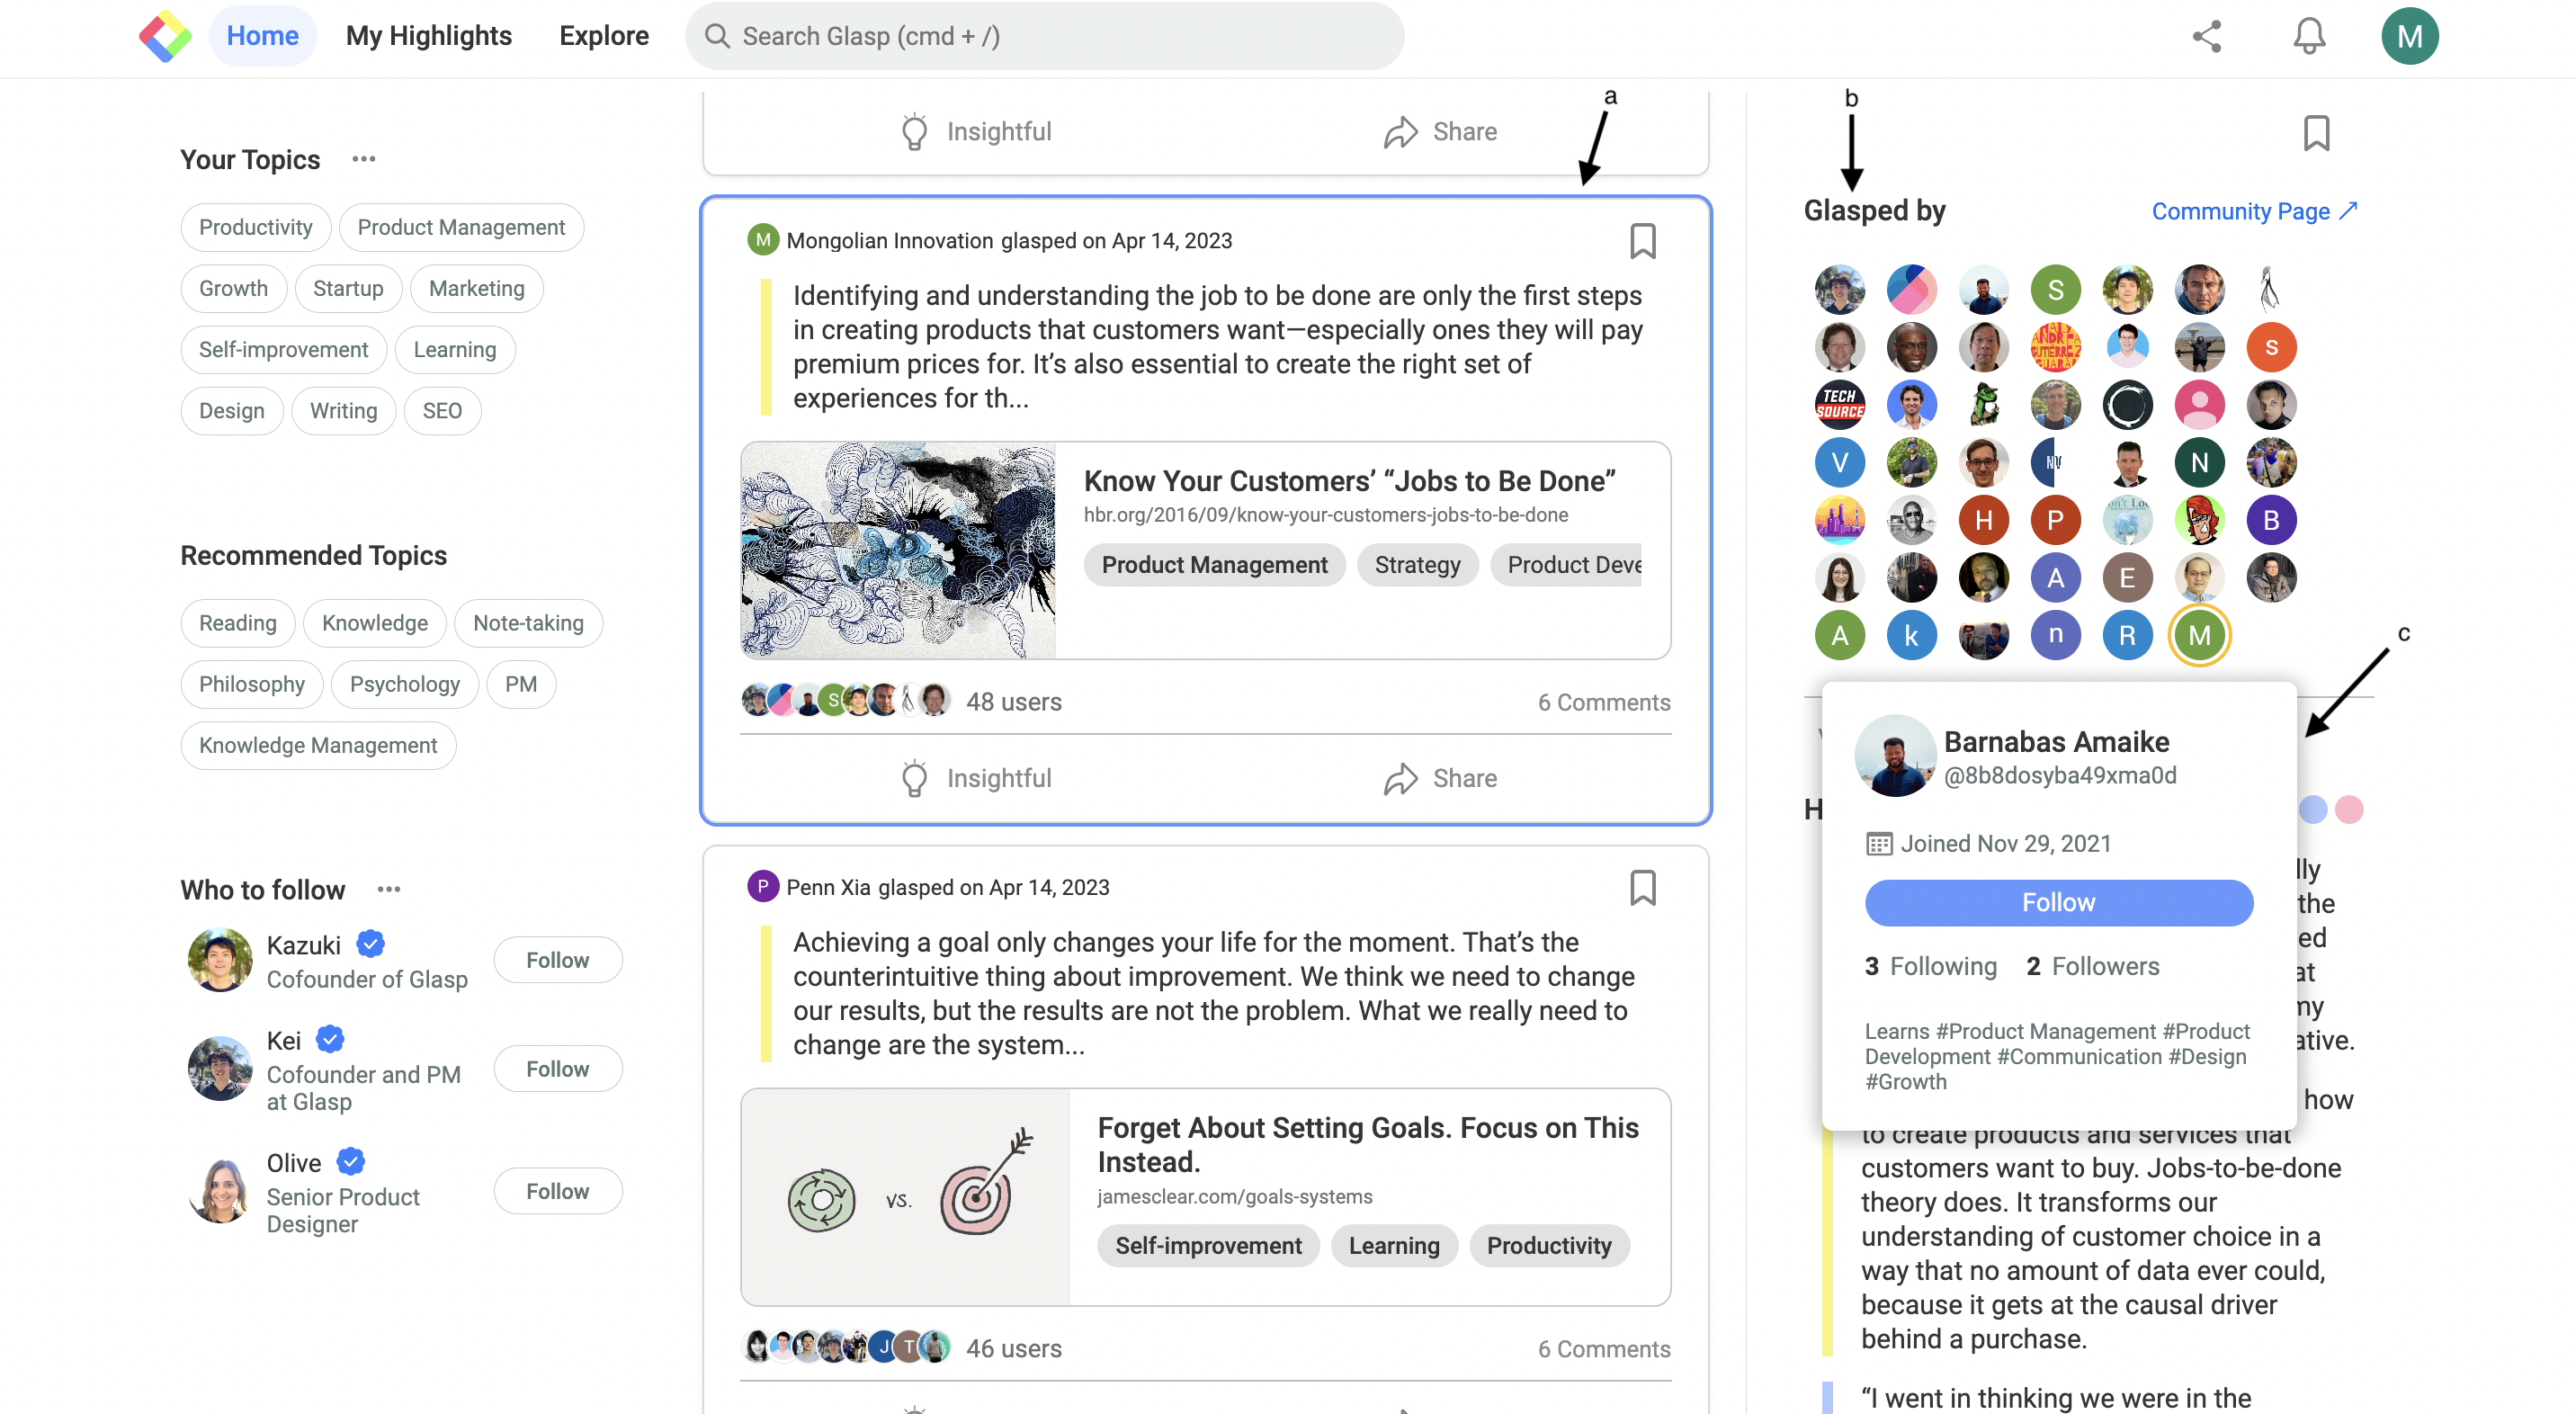 Home
My Highlights
Explore
Search Glasp (cmd + /)
M
a
b
c
Your Topics
Productivity
Product Management
Growth
Startup
Marketing
Self-improvement
Learning
Design
Writing
SEO
Recommended Topics
Reading
Knowledge
Note-taking
Philosophy
Psychology
PM
Knowledge Management
Who to follow
Kazuki
Cofounder of Glasp
Follow
Kei
Cofounder and PM
at Glasp
Follow
Olive
Senior Product
Designer
Follow
Insightful
Share
M
Mongolian Innovation glasped on Apr 14, 2023
Identifying and understanding the job to be done are only the first steps
in creating products that customers want—especially ones they will pay
premium prices for. It’s also essential to create the right set of
experiences for th...
Know Your Customers’ “Jobs to Be Done”
hbr.org/2016/09/know-your-customers-jobs-to-be-done
Product Management
Strategy
Product Deve
S
48 users
6 Comments
Insightful
Share
P
Penn Xia glasped on Apr 14, 2023
Achieving a goal only changes your life for the moment. That’s the
counterintuitive thing about improvement. We think we need to change
our results, but the results are not the problem. What we really need to
change are the system...
vs.
Forget About Setting Goals. Focus on This
Instead.
jamesclear.com/goals-systems
Self-improvement
Learning
Productivity
J
T
46 users
6 Comments
Glasped by
Community Page
S
s
TECH
SOURCE
V
N
H
P
B
A
E
A
k
n
R
M
Barnabas Amaike
@8b8dosyba49xma0d
Joined Nov 29, 2021
Follow
3 Following 2 Followers
Learns #Product Management #Product
Development #Communication #Design
#Growth
H
lly
the
ed
at
my
ative.
how
to create products and services that
customers want to buy. Jobs-to-be-done
theory does. It transforms our
understanding of customer choice in a
way that no amount of data ever could,
because it gets at the causal driver
behind a purchase.
“I went in thinking we were in the